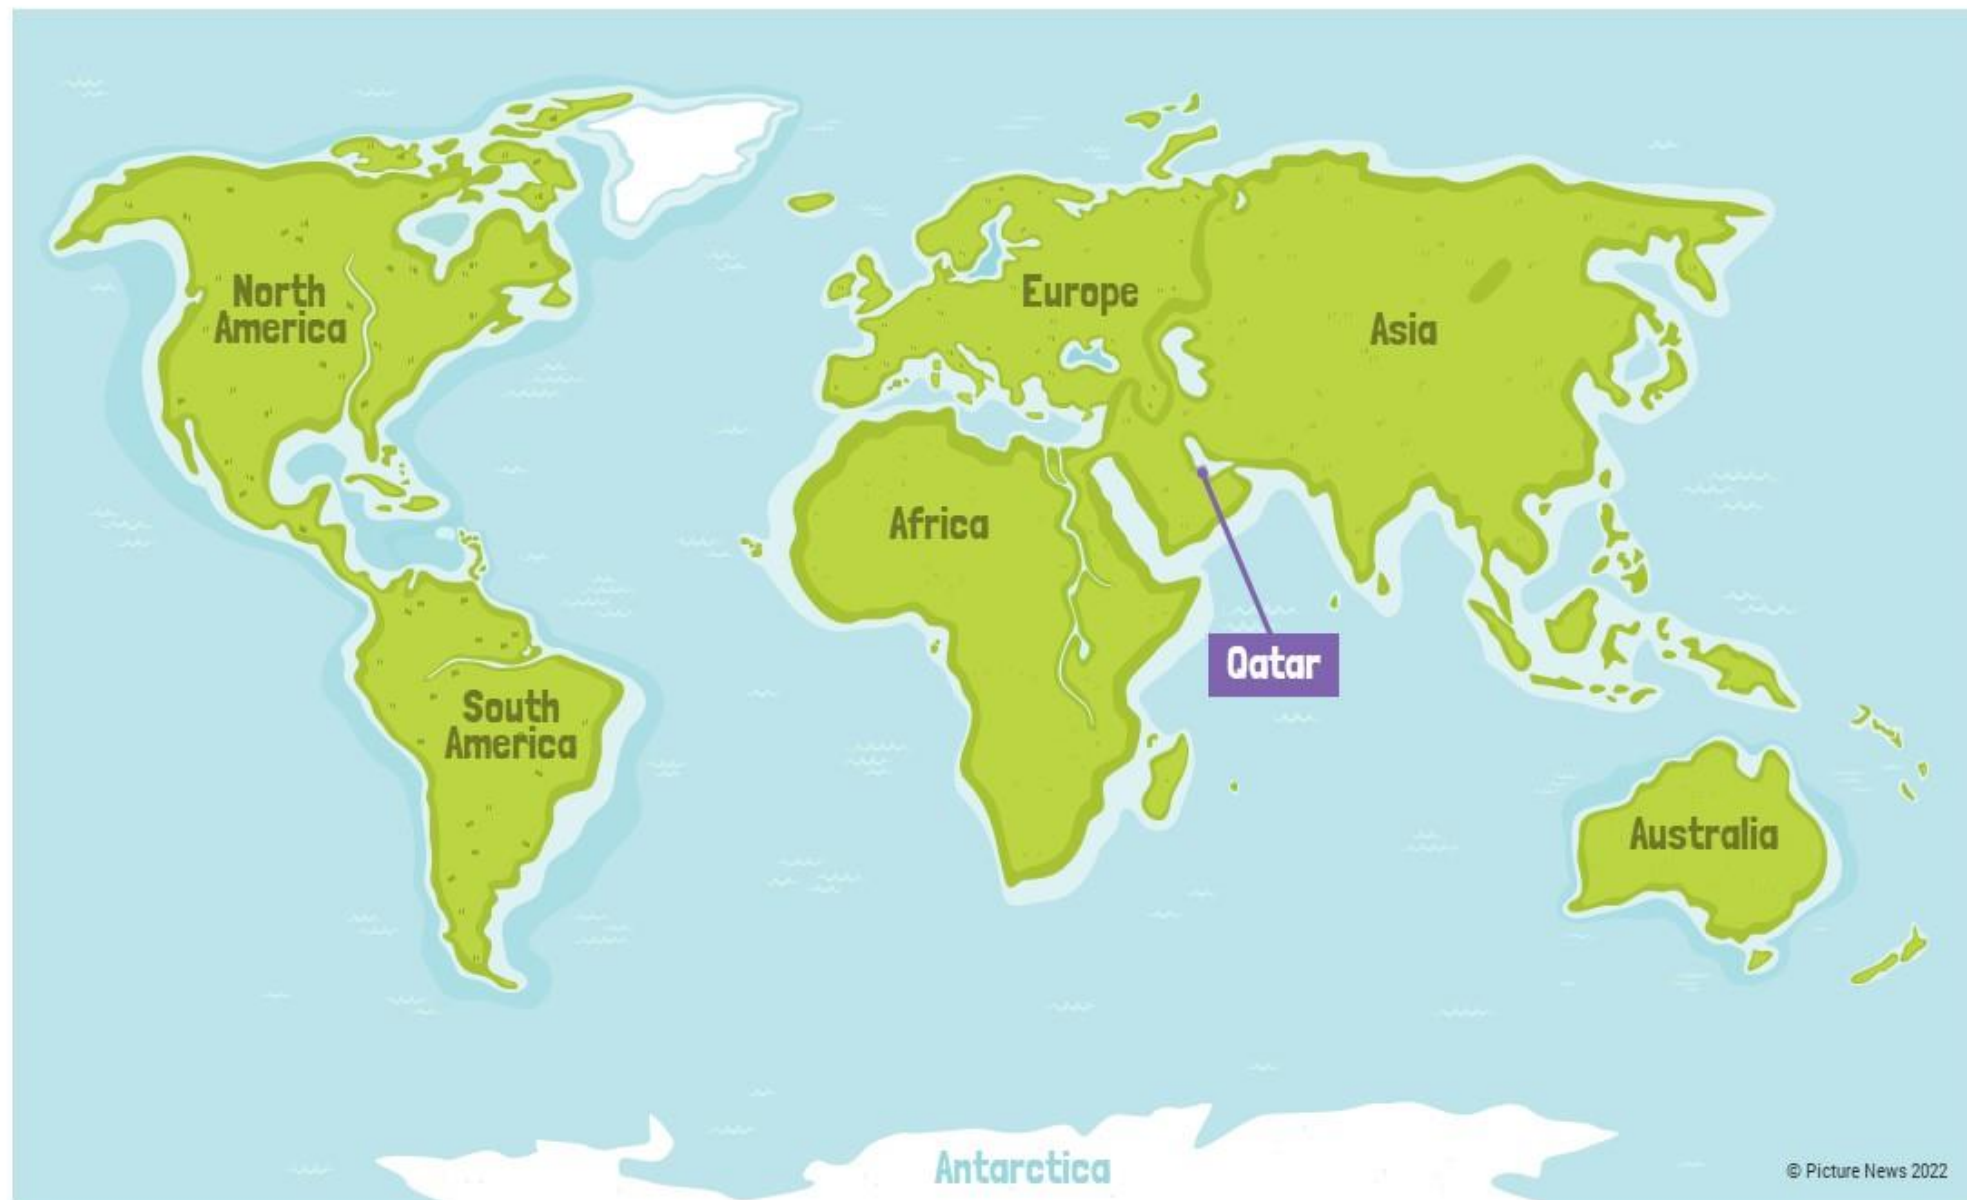 North
America
Europe
Asia
Africa
Qatar
South
America
Australia
Antarctica
© Picture News 2022